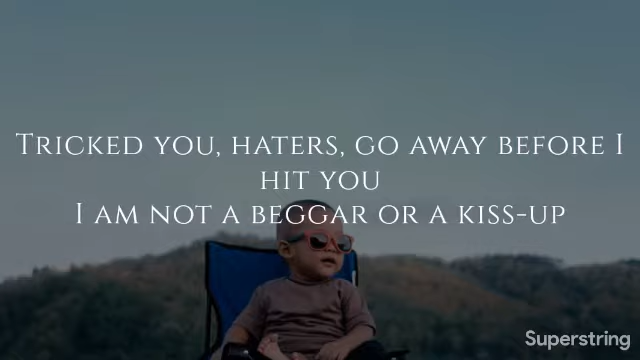 Tricked you, haters, go away before I
hit you
I am not a beggar or a kiss-up
Superstring